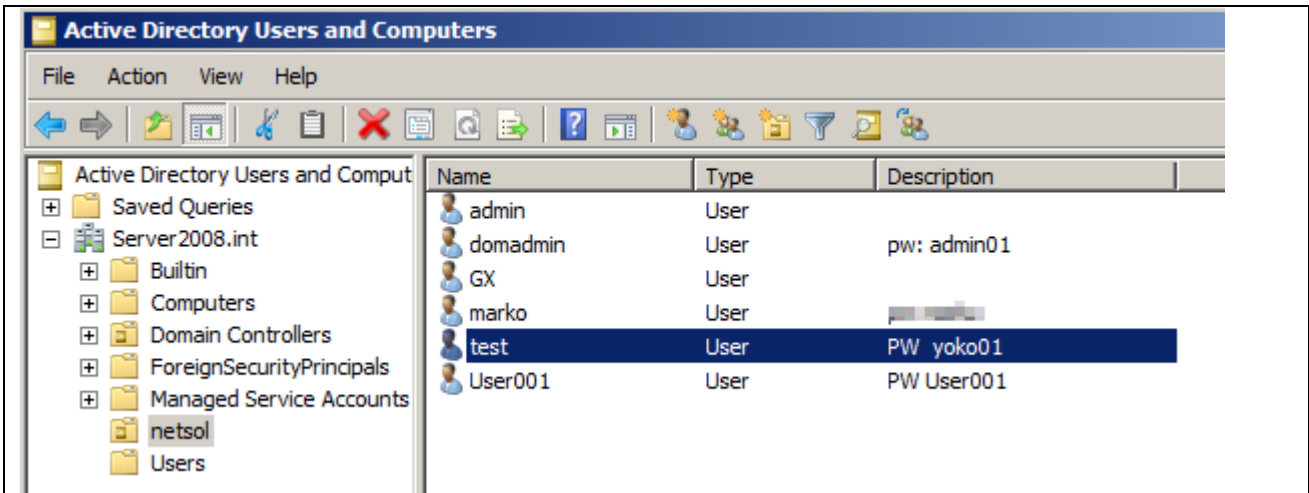 Active Directory Users and Computers
File Action View Help
Active Directory Users and Comput
Saved Queries
Server2008.int
Builtin
Computers
Domain Controllers
ForeignSecurityPrincipals
Managed Service Accounts
netsol
Users
Name Type Description
admin User
domadmin User pw: admin01
GX User
marko User
test User PW yoko01
User001 User PW User001